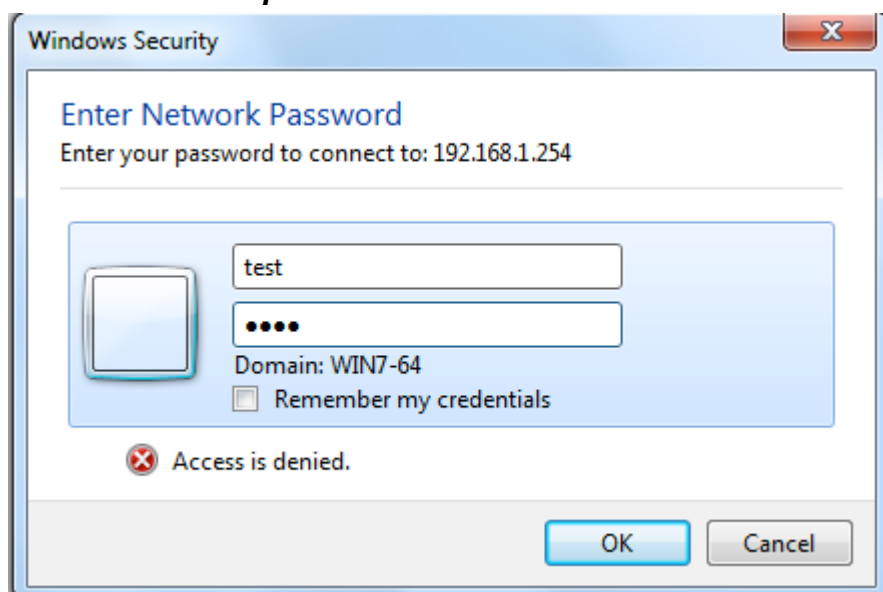 Windows Security
Enter Network Password
Enter your password to connect to: 192.168.1.254
test
••••
Domain: WIN7-64
Remember my credentials
Access is denied.
OK
Cancel